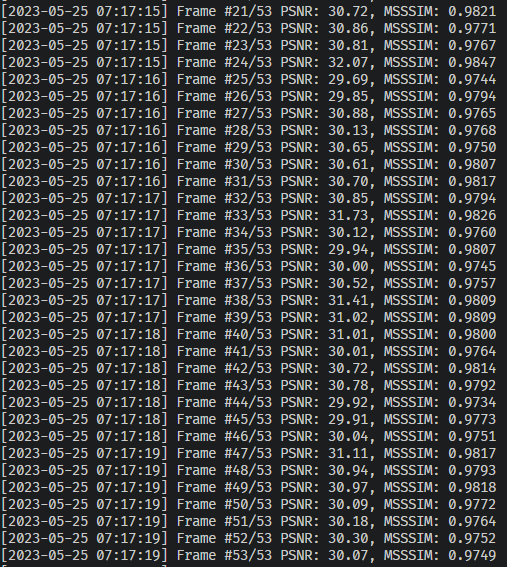 [2023-05-25 07:17:15] Frame #21/53 PSNR: 30.72, MSSSIM: 0.9821
[2023-05-25 07:17:15] Frame #22/53 PSNR: 30.86, MSSSIM: 0.9771
[2023-05-25 07:17:15] Frame #23/53 PSNR: 30.81, MSSSIM: 0.9767
[2023-05-25 07:17:15] Frame #24/53 PSNR: 32.07, MSSSIM: 0.9847
[2023-05-25 07:17:16] Frame #25/53 PSNR: 29.69, MSSSIM: 0.9744
[2023-05-25 07:17:16] Frame #26/53 PSNR: 29.85, MSSSIM: 0.9794
[2023-05-25 07:17:16] Frame #27/53 PSNR: 30.88, MSSSIM: 0.9765
[2023-05-25 07:17:16] Frame #28/53 PSNR: 30.13, MSSSIM: 0.9768
[2023-05-25 07:17:16] Frame #29/53 PSNR: 30.65, MSSSIM: 0.9750
[2023-05-25 07:17:16] Frame #30/53 PSNR: 30.61, MSSSIM: 0.9807
[2023-05-25 07:17:16] Frame #31/53 PSNR: 30.70, MSSSIM: 0.9817
[2023-05-25 07:17:17] Frame #32/53 PSNR: 30.85, MSSSIM: 0.9794
[2023-05-25 07:17:17] Frame #33/53 PSNR: 31.73, MSSSIM: 0.9826
[2023-05-25 07:17:17] Frame #34/53 PSNR: 30.12, MSSSIM: 0.9760
[2023-05-25 07:17:17] Frame #35/53 PSNR: 29.94, MSSSIM: 0.9807
[2023-05-25 07:17:17] Frame #36/53 PSNR: 30.00, MSSSIM: 0.9745
[2023-05-25 07:17:17] Frame #37/53 PSNR: 30.52, MSSSIM: 0.9757
[2023-05-25 07:17:17] Frame #38/53 PSNR: 31.41, MSSSIM: 0.9809
[2023-05-25 07:17:17] Frame #39/53 PSNR: 31.02, MSSSIM: 0.9809
[2023-05-25 07:17:18] Frame #40/53 PSNR: 31.01, MSSSIM: 0.9800
[2023-05-25 07:17:18] Frame #41/53 PSNR: 30.01, MSSSIM: 0.9764
[2023-05-25 07:17:18] Frame #42/53 PSNR: 30.72, MSSSIM: 0.9814
[2023-05-25 07:17:18] Frame #43/53 PSNR: 30.78, MSSSIM: 0.9792
[2023-05-25 07:17:18] Frame #44/53 PSNR: 29.92, MSSSIM: 0.9734
[2023-05-25 07:17:18] Frame #45/53 PSNR: 29.91, MSSSIM: 0.9773
[2023-05-25 07:17:18] Frame #46/53 PSNR: 30.04, MSSSIM: 0.9751
[2023-05-25 07:17:19] Frame #47/53 PSNR: 31.11, MSSSIM: 0.9817
[2023-05-25 07:17:19] Frame #48/53 PSNR: 30.94, MSSSIM: 0.9793
[2023-05-25 07:17:19] Frame #49/53 PSNR: 30.97, MSSSIM: 0.9818
[2023-05-25 07:17:19] Frame #50/53 PSNR: 30.09, MSSSIM: 0.9772
[2023-05-25 07:17:19] Frame #51/53 PSNR: 30.18, MSSSIM: 0.9764
[2023-05-25 07:17:19] Frame #52/53 PSNR: 30.30, MSSSIM: 0.9752
[2023-05-25 07:17:19] Frame #53/53 PSNR: 30.07, MSSSIM: 0.9749